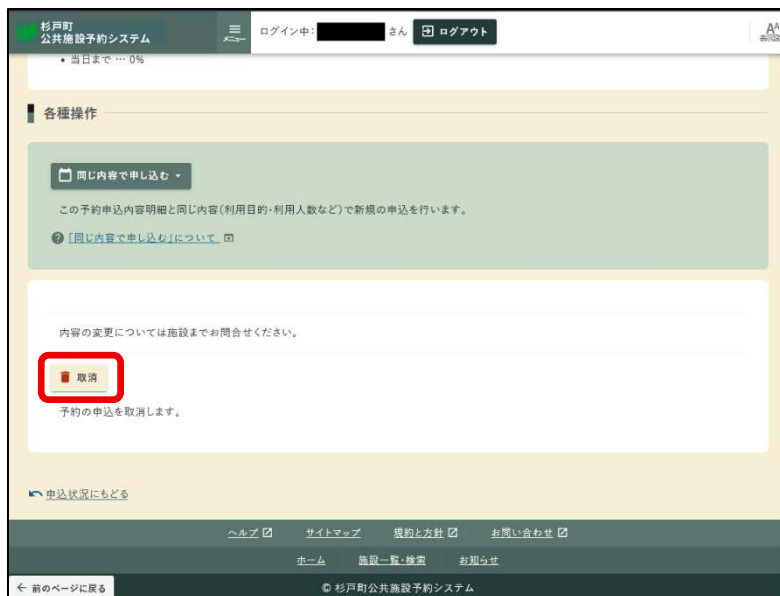 杉戸町
公共施設予約システム
メニュー
ログイン中:
さん
ログアウト
• 当日まで … 0%
各種操作
同じ内容で申し込む
この予約申込内容明細と同じ内容(利用目的・利用人数など)で新規の申込を行います。
「同じ内容で申し込む」について
内容の変更については施設までお問合せください。
取消
予約の申込を取消します。
申込状況にもどる
ヘルプ サイトマップ 規約と方針 お問い合わせ
ホーム 施設一覧・検索 お知らせ
← 前のページに戻る
© 杉戸町公共施設予約システム